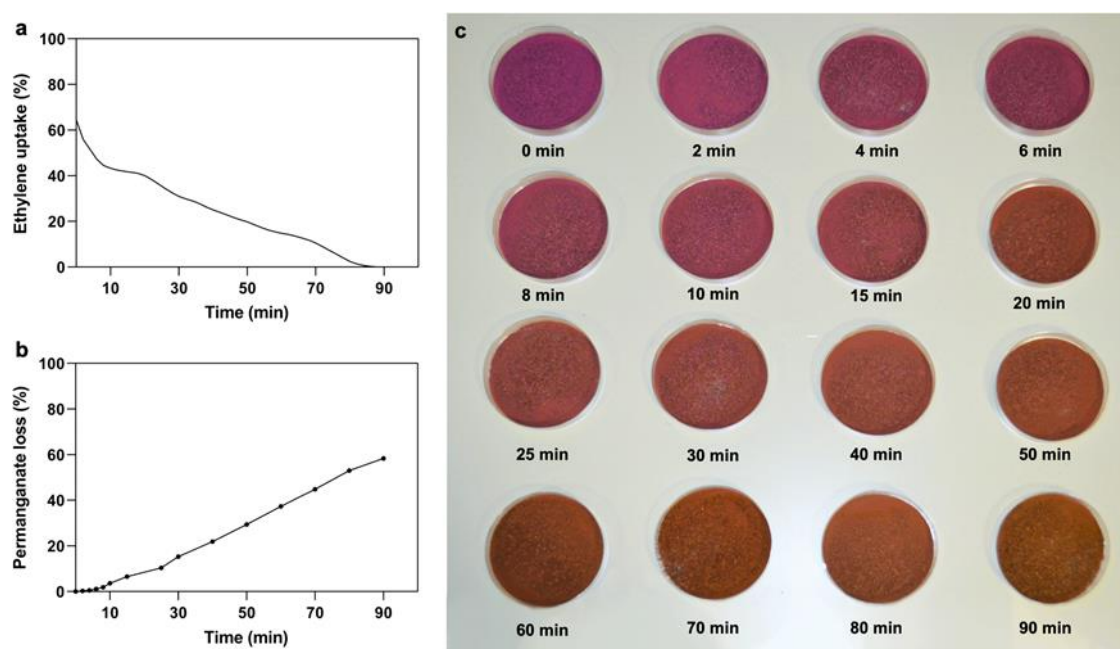 a
100
80
60
40
20
0
Ethylene uptake (%)
10 30 50 70 90
Time (min)
b
100
80
60
40
20
0
Permanganate loss (%)
10 30 50 70 90
Time (min)
c
0 min 2 min 4 min 6 min
8 min 10 min 15 min 20 min
25 min 30 min 40 min 50 min
60 min 70 min 80 min 90 min